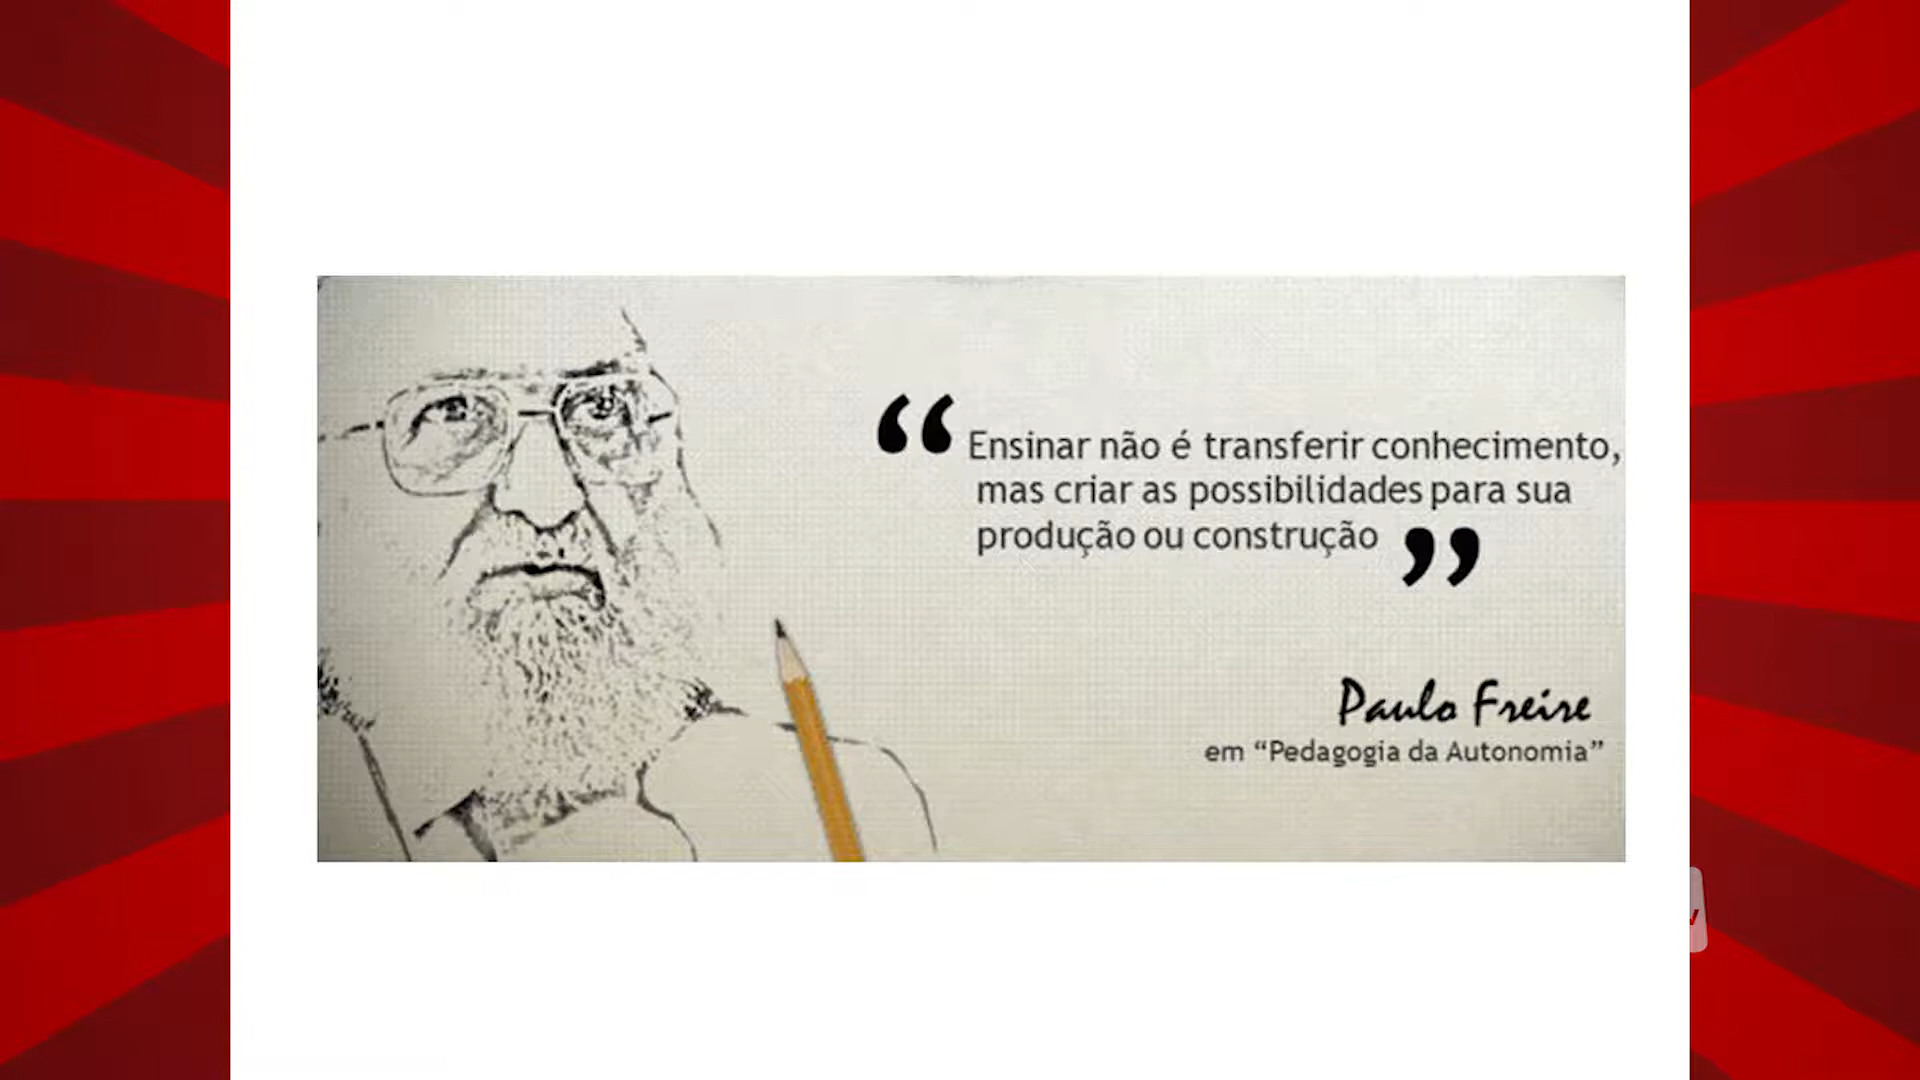 “Ensinar não é transferir conhecimento,
mas criar as possibilidades para sua
produção ou construção”
Paulo Freire
em “Pedagogia da Autonomia”